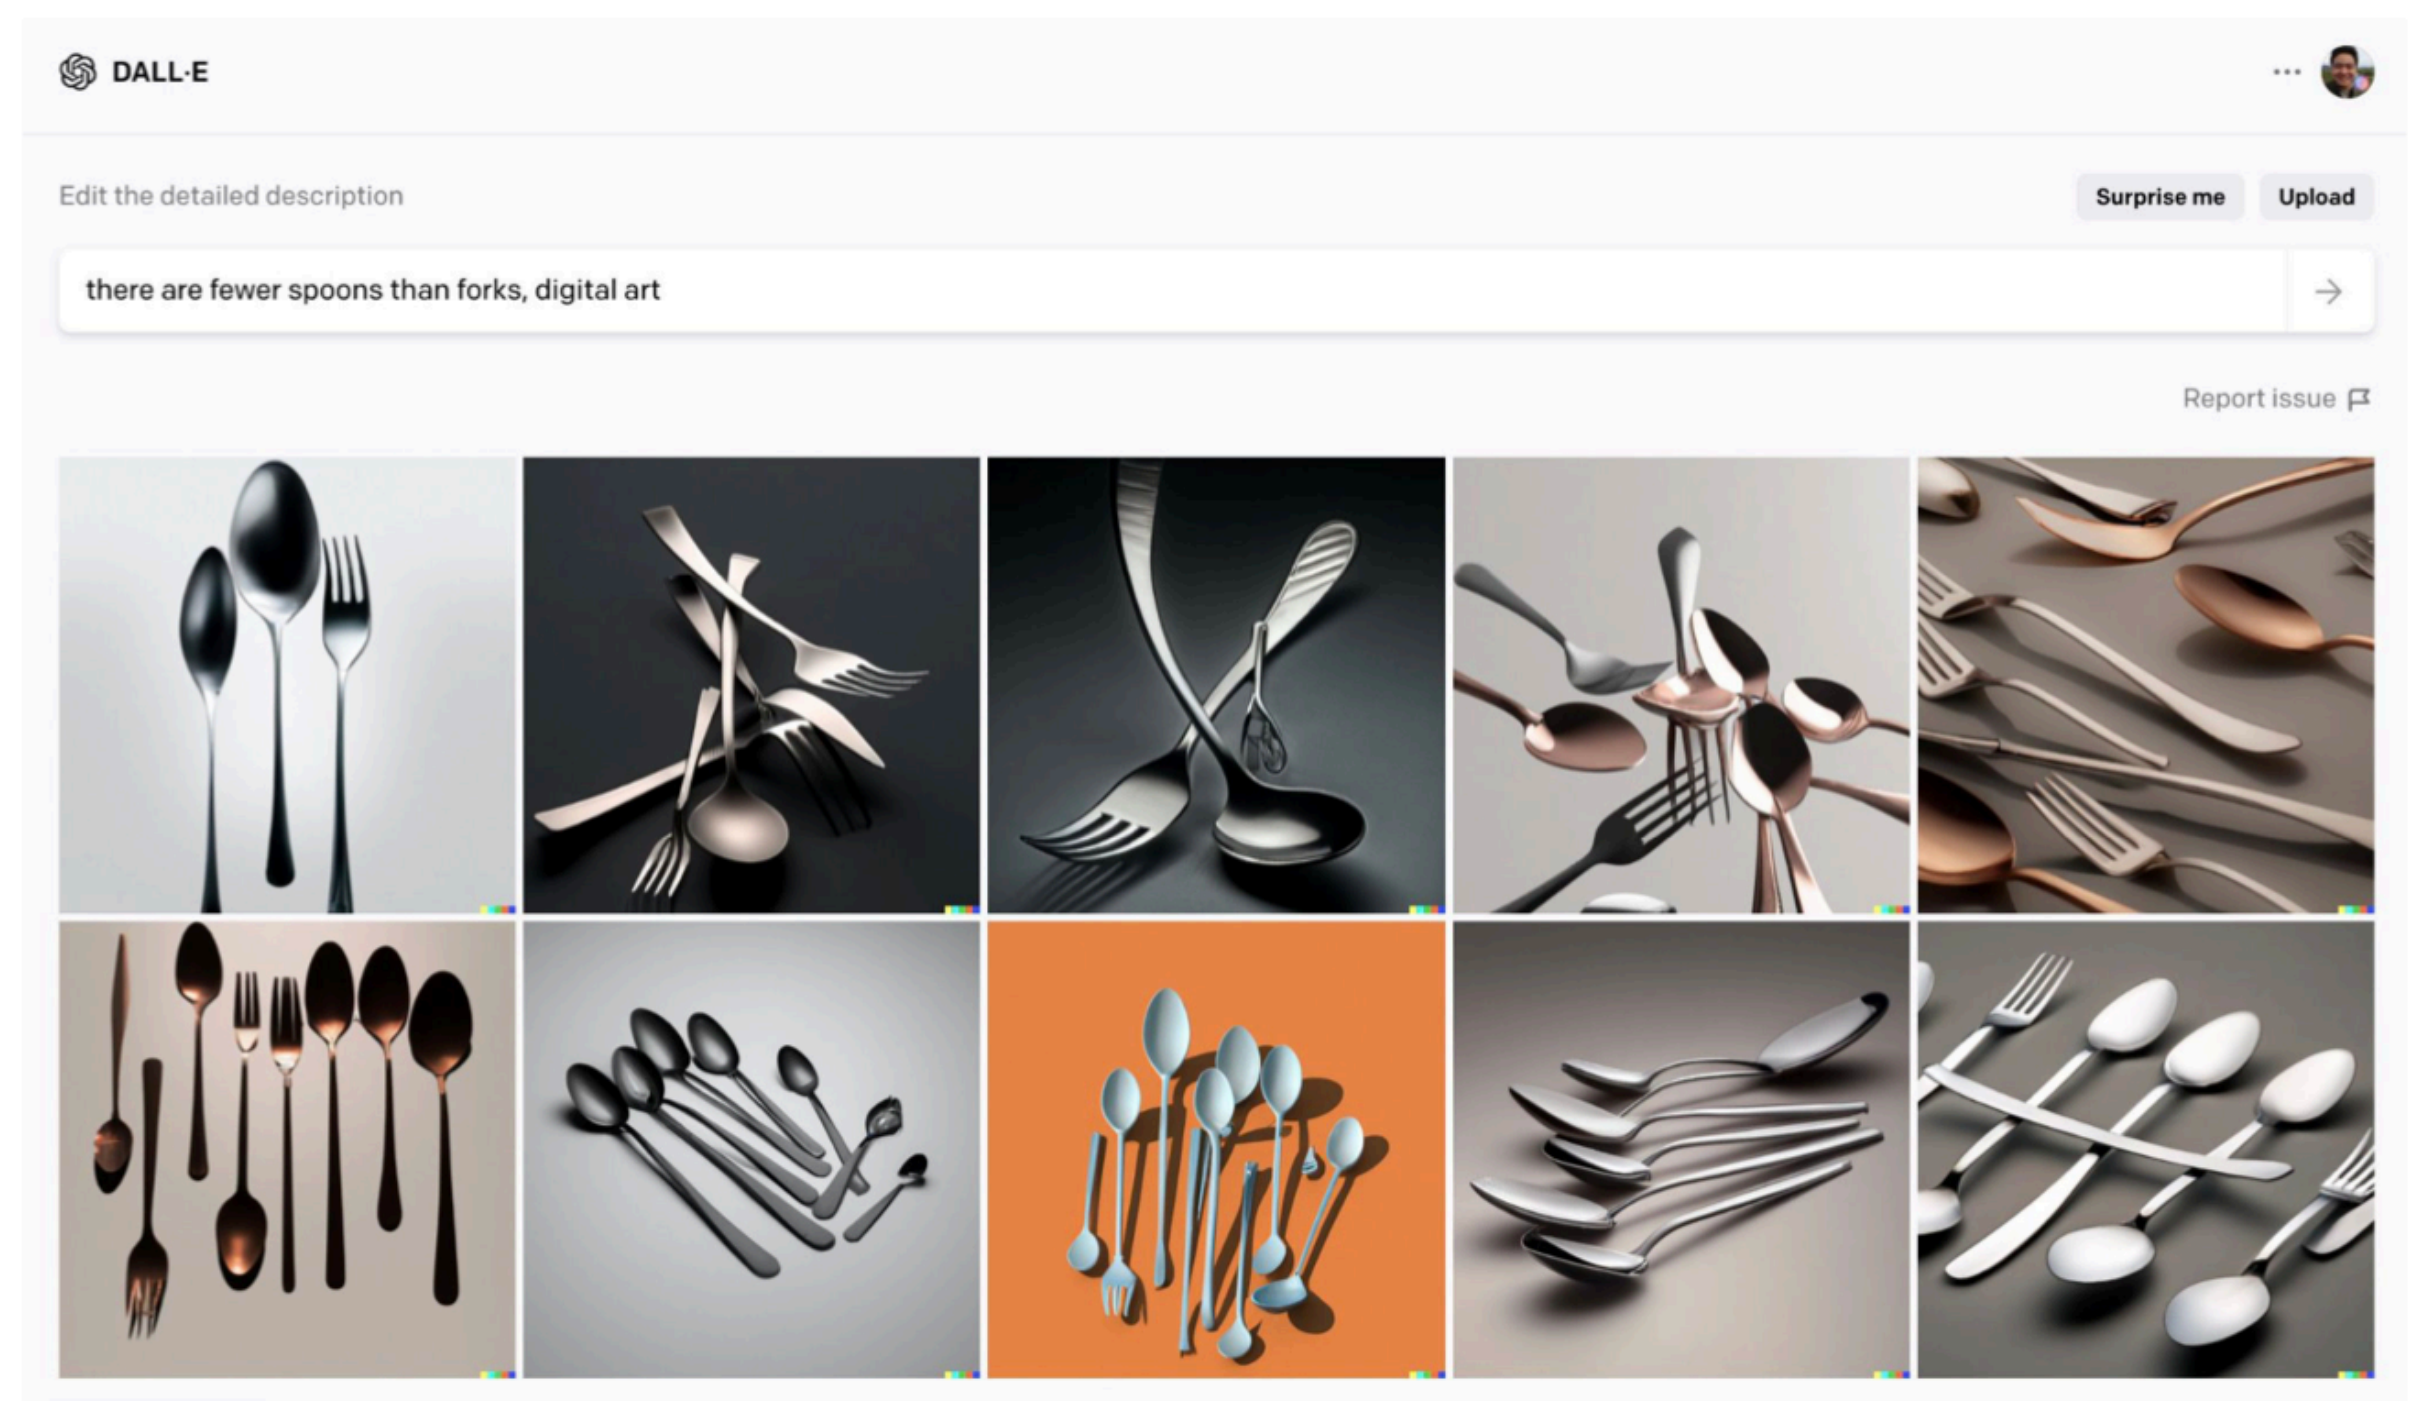 DALL·E
Edit the detailed description
Surprise me
Upload
there are fewer spoons than forks, digital art
Report issue